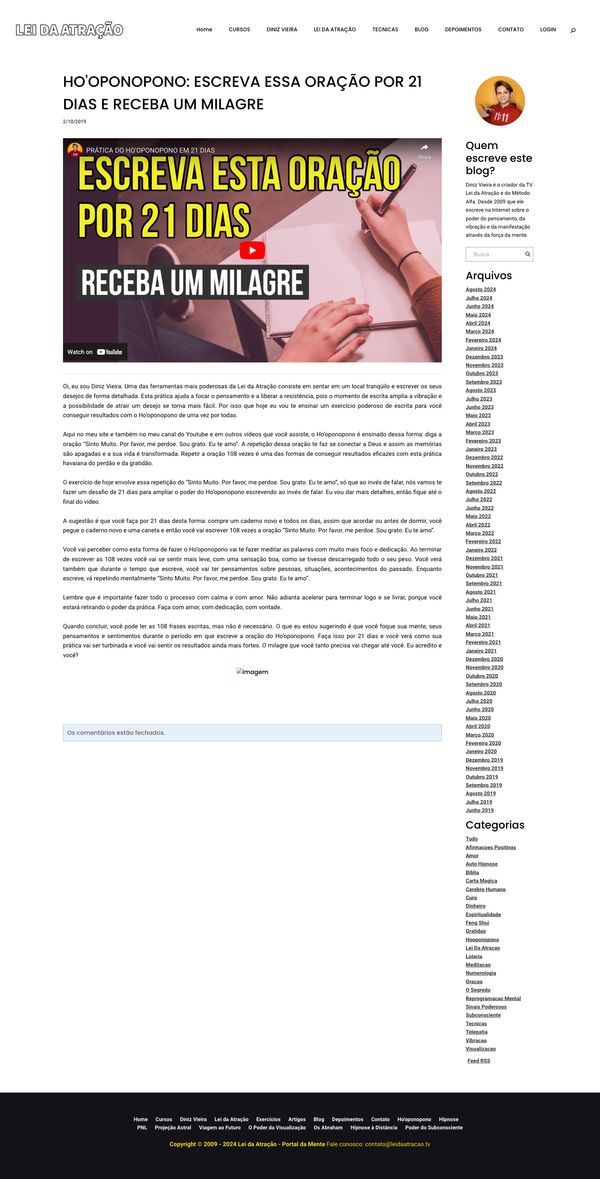 LEI DA ATRAÇÃO
Home CURSOS DINIZ VIEIRA LEI DA ATRAÇÃO TECNICAS BLOG DEPOIMENTOS CONTATO LOGIN
HO'OPONOPONO: ESCREVA ESSA ORAÇÃO POR 21
DIAS E RECEBA UM MILAGRE
2/10/2019
PRÁTICA DO HO'OPONOPONO EM 21 DIAS
Share
ESCREVA ESTA ORAÇÃO
POR 21 DIAS
RECEBA UM MILAGRE
Watch on YouTube
Oi, eu sou Diniz Vieira. Uma das ferramentas mais poderosas da Lei da Atração consiste em sentar em um local tranqüilo e escrever os seus
desejos de forma detalhada. Esta prática ajuda a focar o pensamento e a liberar a resistência, pois o momento de escrita amplia a vibração e
a possibilidade de atrair um desejo se torna mais fácil. Por isso que hoje eu vou te ensinar um exercício poderoso de escrita para você
conseguir resultados com o Ho'oponopono de uma vez por todas.
Aqui no meu site e também no meu canal do Youtube e em outros vídeos que você assiste, o Ho'oponopono é ensinado dessa forma: diga a
oração "Sinto Muito. Por favor, me perdoe. Sou grato. Eu te amo". A repetição dessa oração te faz se conectar a Deus e assim as memórias
são apagadas e a sua vida é transformada. Repetir a oração 108 vezes é uma das formas de conseguir resultados eficazes com esta prática
havaiana do perdão e da gratidão.
O exercício de hoje envolve essa repetição do "Sinto Muito. Por favor, me perdoe. Sou grato. Eu te amo", só que ao invés de falar, nós vamos te
fazer um desafio de 21 dias para ampliar o poder do Ho'oponopono escrevendo ao invés de falar. Eu vou dar mais detalhes, então fique até o
final do vídeo.
A sugestão é que você faça por 21 dias desta forma: compre um caderno novo e todos os dias, assim que acordar ou antes de dormir, você
pegue o caderno novo e uma caneta e então você vai escrever 108 vezes a oração "Sinto Muito. Por favor, me perdoe. Sou grato. Eu te amo".
Você vai perceber como esta forma de fazer o Ho'oponopono vai te fazer meditar as palavras com muito mais foco e dedicação. Ao terminar
de escrever as 108 vezes você vai se sentir mais leve, com uma sensação boa, como se tivesse descarregado todo o seu peso. Você verá
também que durante o tempo que escreve, você vai ter pensamentos sobre pessoas, situações, acontecimentos do passado. Enquanto
escreve, vá repetindo mentalmente "Sinto Muito. Por favor, me perdoe. Sou grato. Eu te amo".
Lembre que é importante fazer todo o processo com calma e com amor. Não adianta acelerar para terminar logo e se livrar, porque você
estará retirando o poder da prática. Faça com amor, com dedicação, com vontade.
Quando concluir, você pode ler as 108 frases escritas, mas não é necessário. O que eu estou sugerindo é que você foque sua mente, seus
pensamentos e sentimentos durante o período em que escreve a oração do Ho'oponopono. Faça isso por 21 dias e você verá como sua
prática vai ser turbinada e você vai sentir os resultados ainda mais fortes. O milagre que você tanto precisa vai chegar até você. Eu acredito e
você?
Imagem
Os comentários estão fechados.
11:11
Quem
escreve este
blog?
Diniz Vieira é o criador da TV
Lei da Atração e do Método
Alfa. Desde 2009 que ele
escreve na Internet sobre o
poder do pensamento, da
vibração e da manifestação
através da força da mente.
Busca
Arquivos
Agosto 2024
Julho 2024
Junho 2024
Maio 2024
Abril 2024
Março 2024
Fevereiro 2024
Janeiro 2024
Dezembro 2023
Novembro 2023
Outubro 2023
Setembro 2023
Agosto 2023
Julho 2023
Junho 2023
Maio 2023
Abril 2023
Março 2023
Fevereiro 2023
Janeiro 2023
Dezembro 2022
Novembro 2022
Outubro 2022
Setembro 2022
Agosto 2022
Julho 2022
Junho 2022
Maio 2022
Abril 2022
Março 2022
Fevereiro 2022
Janeiro 2022
Dezembro 2021
Novembro 2021
Outubro 2021
Setembro 2021
Agosto 2021
Julho 2021
Junho 2021
Maio 2021
Abril 2021
Março 2021
Fevereiro 2021
Janeiro 2021
Dezembro 2020
Novembro 2020
Outubro 2020
Setembro 2020
Agosto 2020
Julho 2020
Junho 2020
Maio 2020
Abril 2020
Março 2020
Fevereiro 2020
Janeiro 2020
Dezembro 2019
Novembro 2019
Outubro 2019
Setembro 2019
Agosto 2019
Julho 2019
Junho 2019
Categorias
Tudo
Afirmacoes Positivas
Amor
Auto Hipnose
Biblia
Carta Magica
Cerebro Humano
Cura
Dinheiro
Espiritualidade
Feng Shui
Gratidao
Hooponopono
Lei Da Atracao
Loteria
Meditacao
Numerologia
Oracao
O Segredo
Reprogramacao Mental
Sinais Poderosos
Subconsciente
Tecnicas
Telepatia
Vibracao
Visualizacao
Feed RSS
Home Cursos Diniz Vieira Lei da Atração Exercícios Artigos Blog Depoimentos Contato Ho'oponopono Hipnose
PNL Projeção Astral Viagem ao Futuro O Poder da Visualização Os Abraham Hipnose à Distância Poder do Subconsciente
Copyright © 2009 - 2024 Lei da Atração - Portal da Mente Fale conosco: contato@leidaatracao.tv